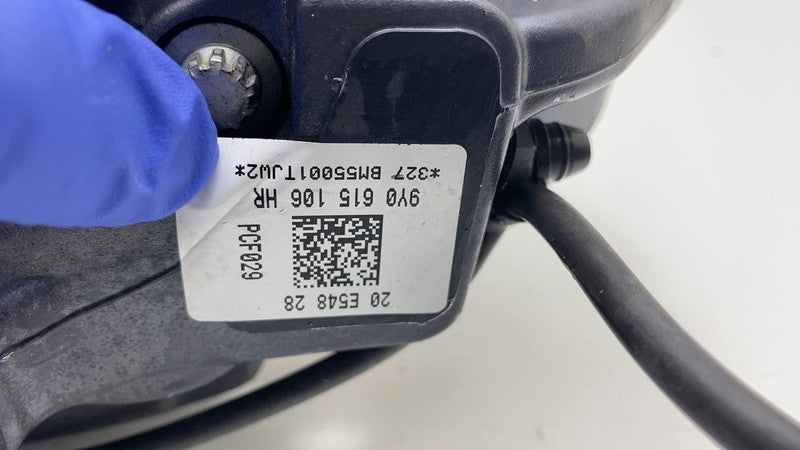 20 E548 28
PCF029
9Y0 615 106 HR
*327 BM55001TJW2*